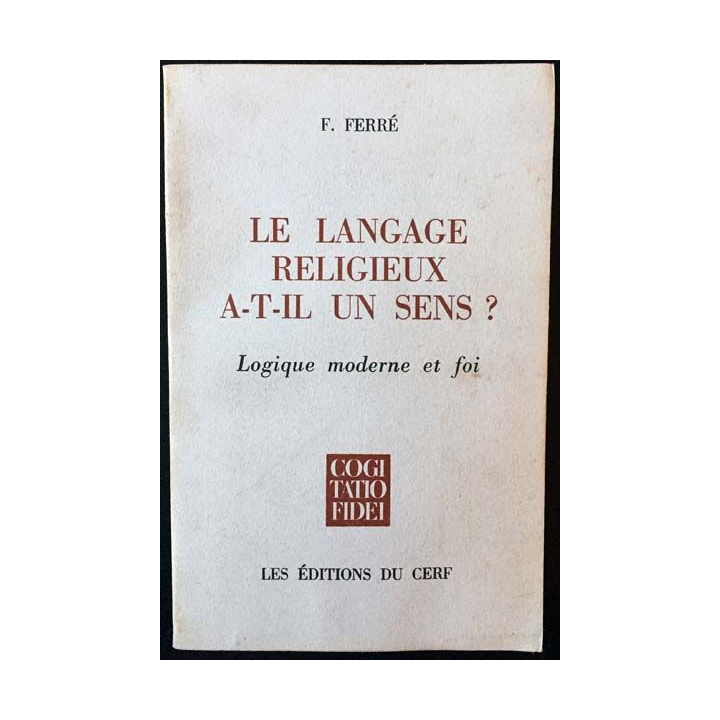 F. FERRÉ
LE LANGAGE
RELIGIEUX
A-T-IL UN SENS ?
Logique moderne et foi
COGI
TATIO
FIDEI
LES ÉDITIONS DU CERF